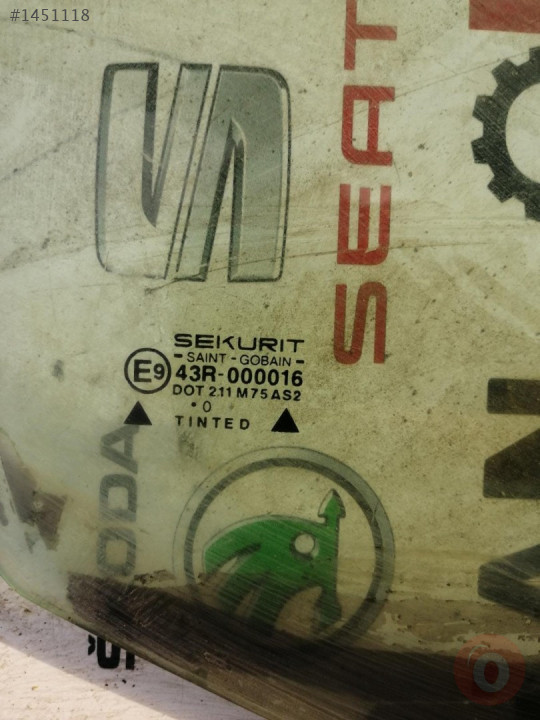 #1451118
SEAT
SEKURIT
- SAINT - GOBAIN -
E9 43R-000016
DOT 211 M75 AS2
• 0
TINTED
ODA